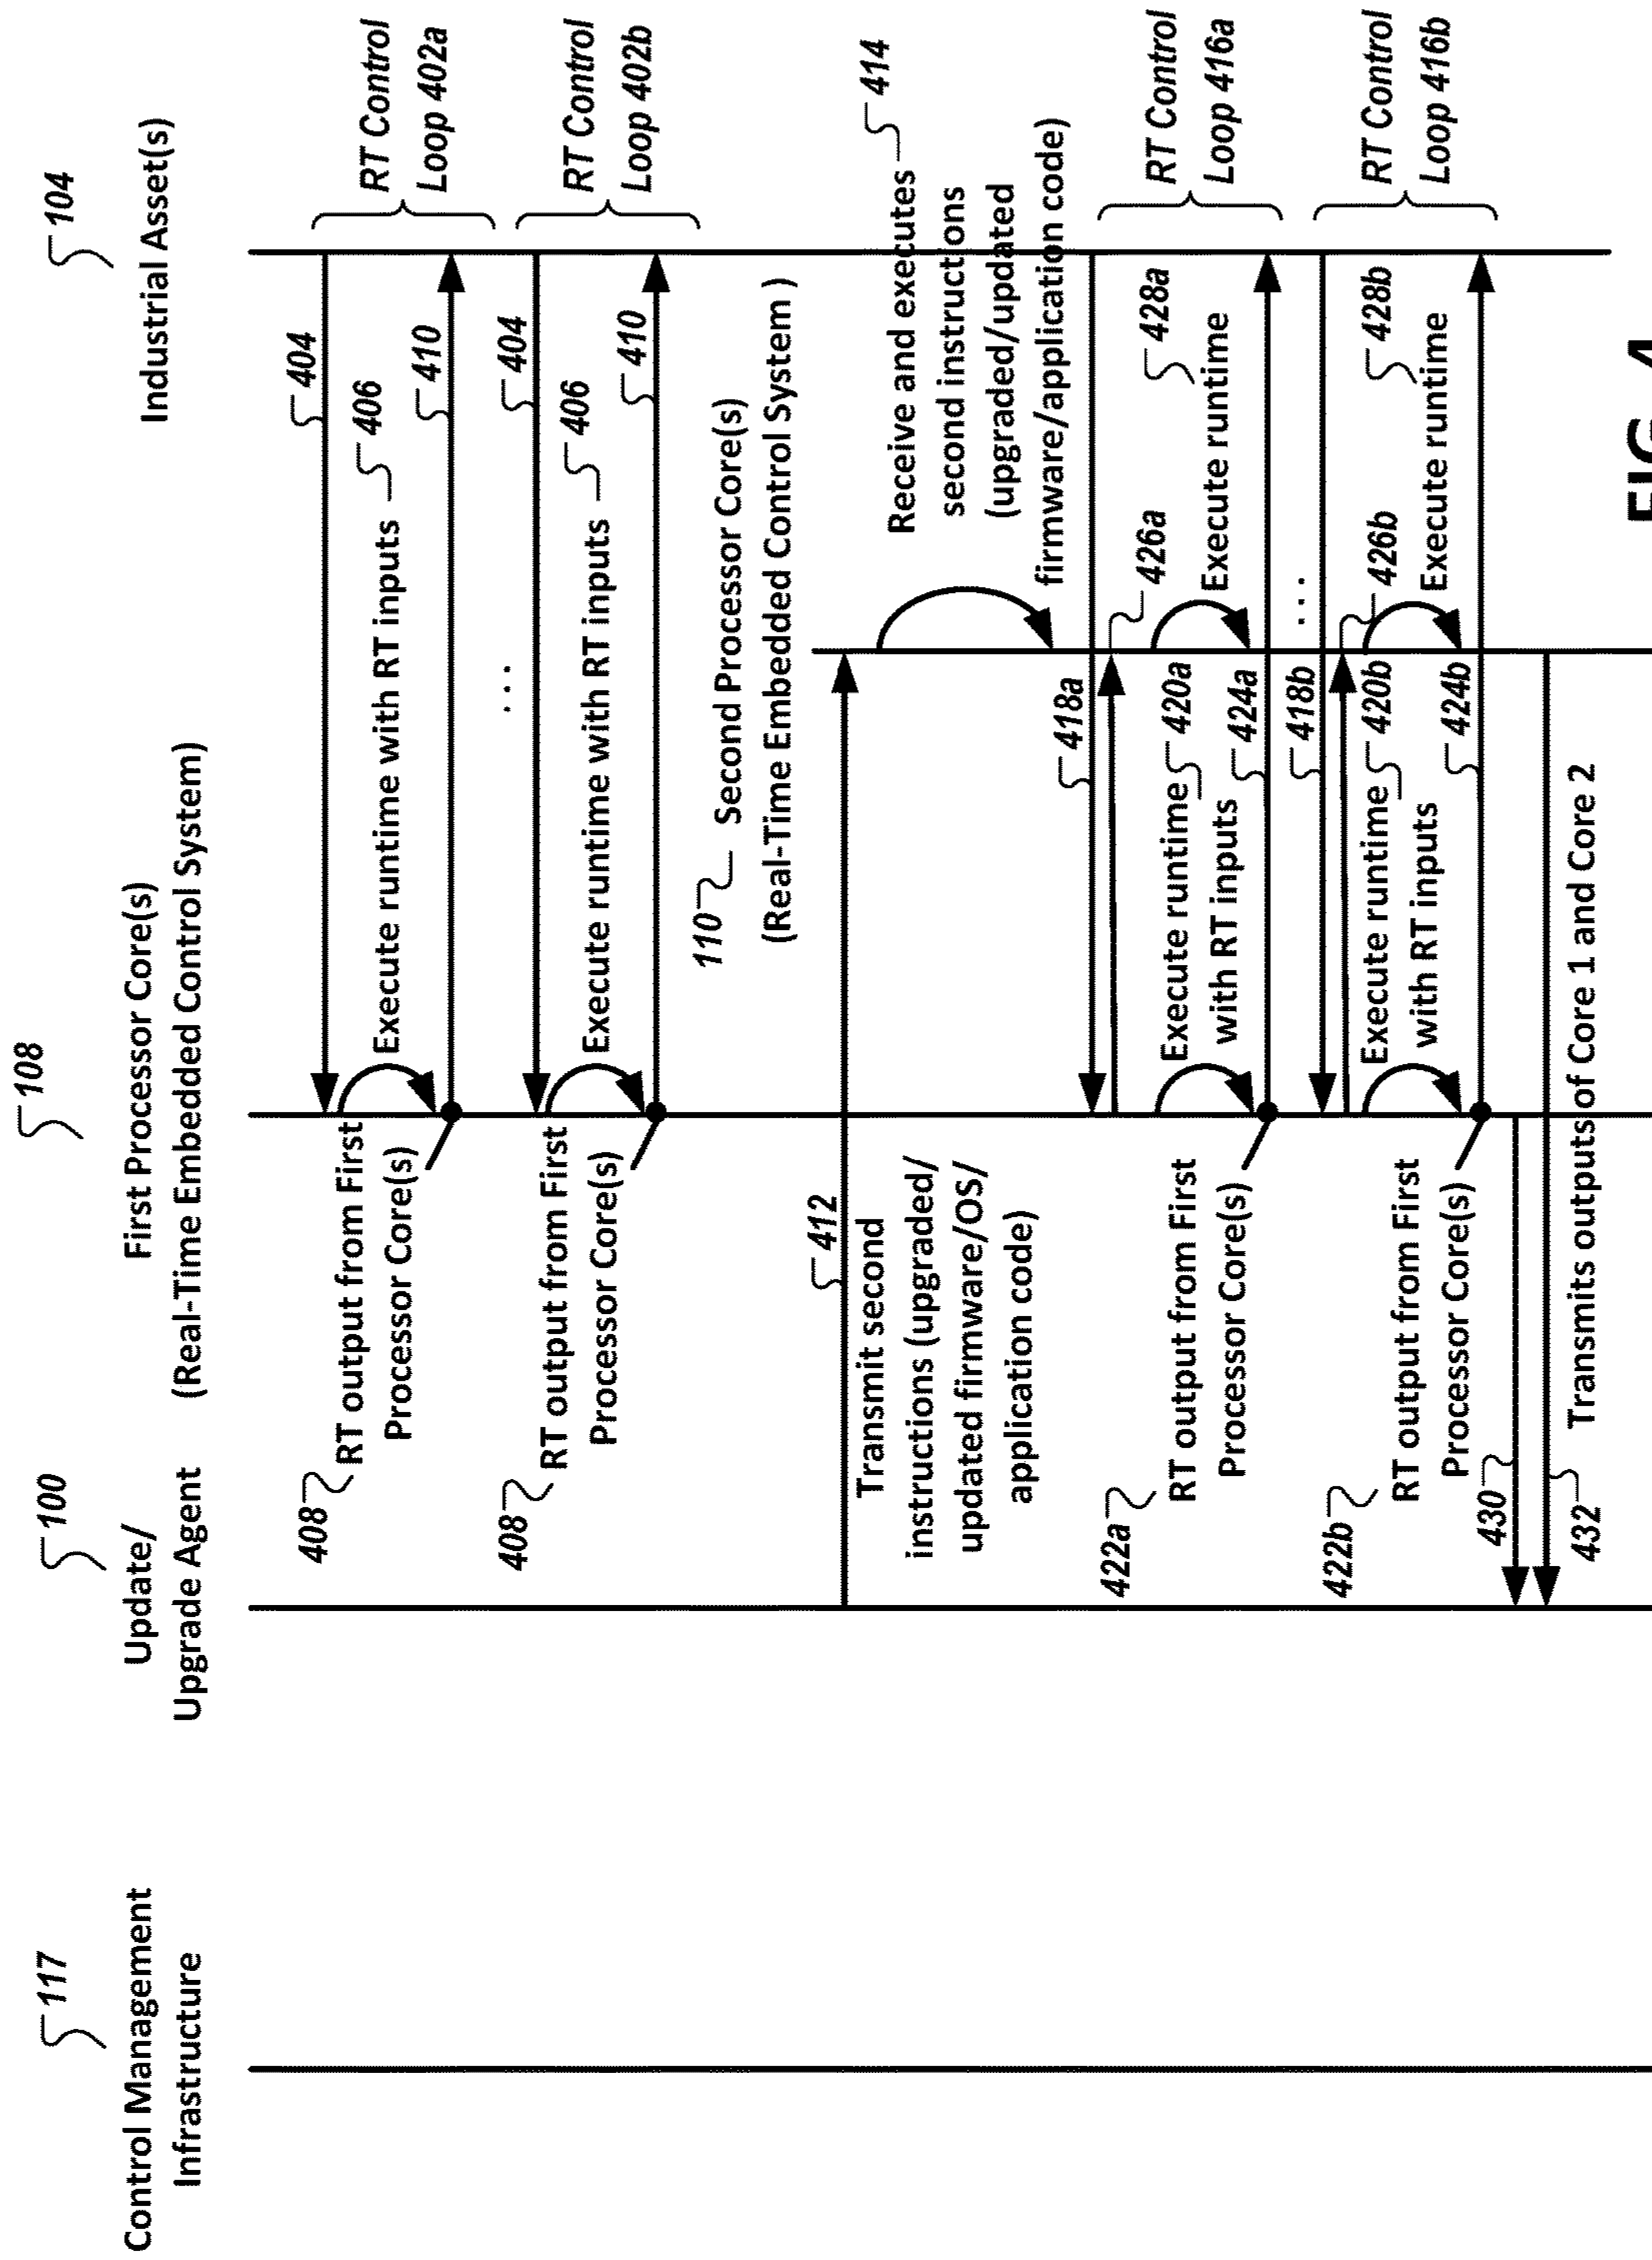 117
Control Management
Infrastructure
100
Update/
Upgrade Agent
108
First Processor Core(s)
(Real-Time Embedded Control System)
104
Industrial Asset(s)
404
RT Control
Loop 402a
408
RT output from First
Processor Core(s)
Execute runtime with RT inputs
406
410
...
404
RT Control
Loop 402b
408
RT output from First
Processor Core(s)
Execute runtime with RT inputs
406
410
110
Second Processor Core(s)
(Real-Time Embedded Control System )
412
Transmit second
instructions (upgraded/
updated firmware/OS/
application code)
Receive and executes
414
second instructions
(upgraded/updated
firmware/application code)
418a
426a
RT Control
Loop 416a
422a
RT output from First
Processor Core(s)
Execute runtime
420a
with RT inputs
424a
Execute runtime
428a
...
418b
426b
RT Control
Loop 416b
422b
RT output from First
Processor Core(s)
Execute runtime
420b
with RT inputs
424b
Execute runtime
428b
430
432
Transmits outputs of Core 1 and Core 2